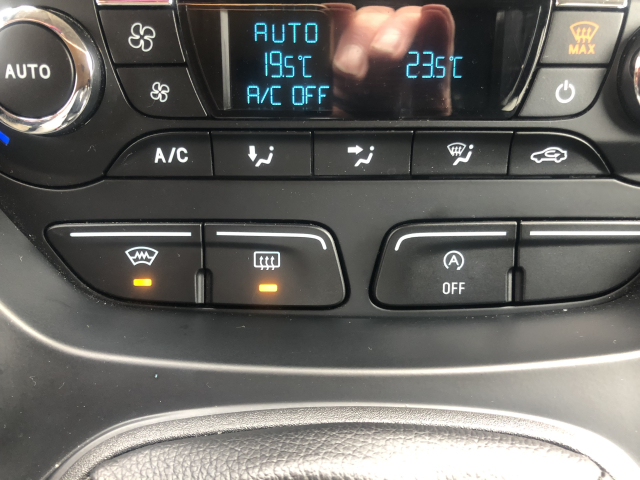 AUTO
AUTO
19.5°C 23.5°C
MAX
A/C OFF
A/C
OFF